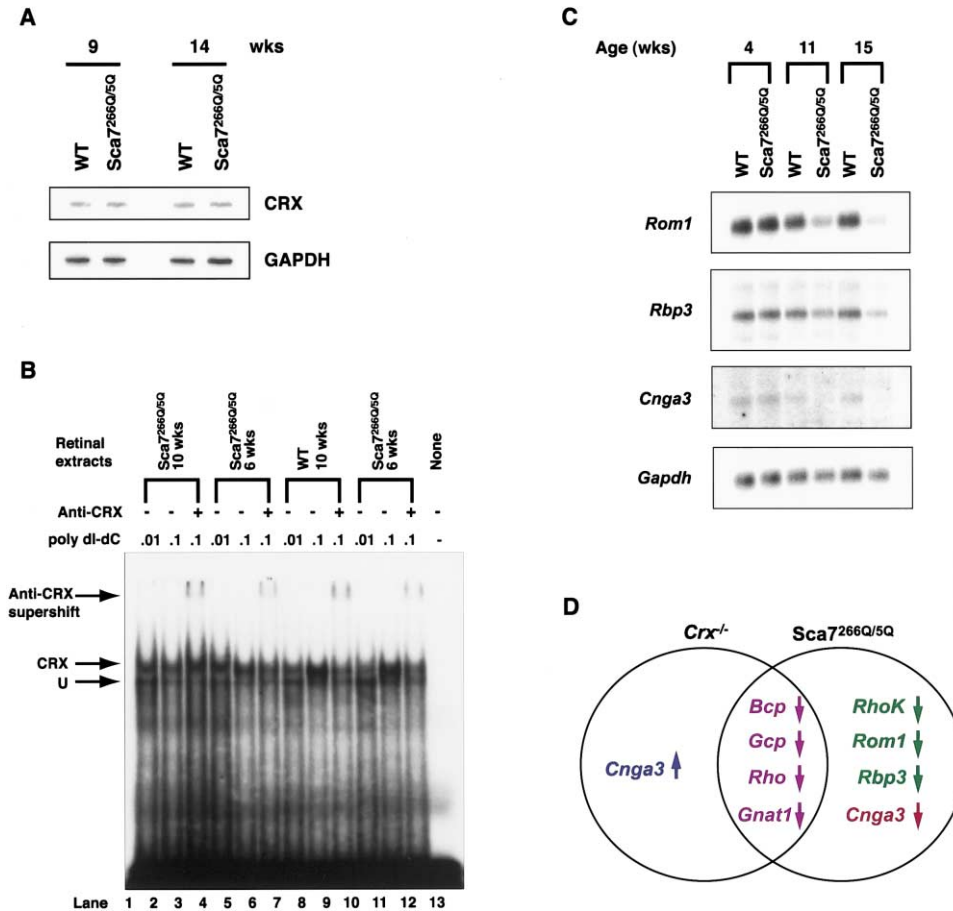 A
9 14 wks
WT Sca7266Q/5Q WT Sca7266Q/5Q
CRX
GAPDH
B
Retinal extracts
Sca7266Q/5Q 10 wks
Sca7266Q/5Q 6 wks
WT 10 wks
Sca7266Q/5Q 6 wks
None
Anti-CRX - - + - - + - - + - - + -
poly dI-dC .01 .1 .1 .01 .1 .1 .01 .1 .1 .01 .1 .1 -
Anti-CRX
supershift
CRX
U
Lane 1 2 3 4 5 6 7 8 9 10 11 12 13
C
Age (wks) 4 11 15
WT Sca7266Q/5Q WT Sca7266Q/5Q WT Sca7266Q/5Q
Rom1
Rbp3
Cnga3
Gapdh
D
Crx-/- Sca7266Q/5Q
Bcp RhoK
Gcp Rom1
Cnga3
Rho Rbp3
Gnat1 Cnga3